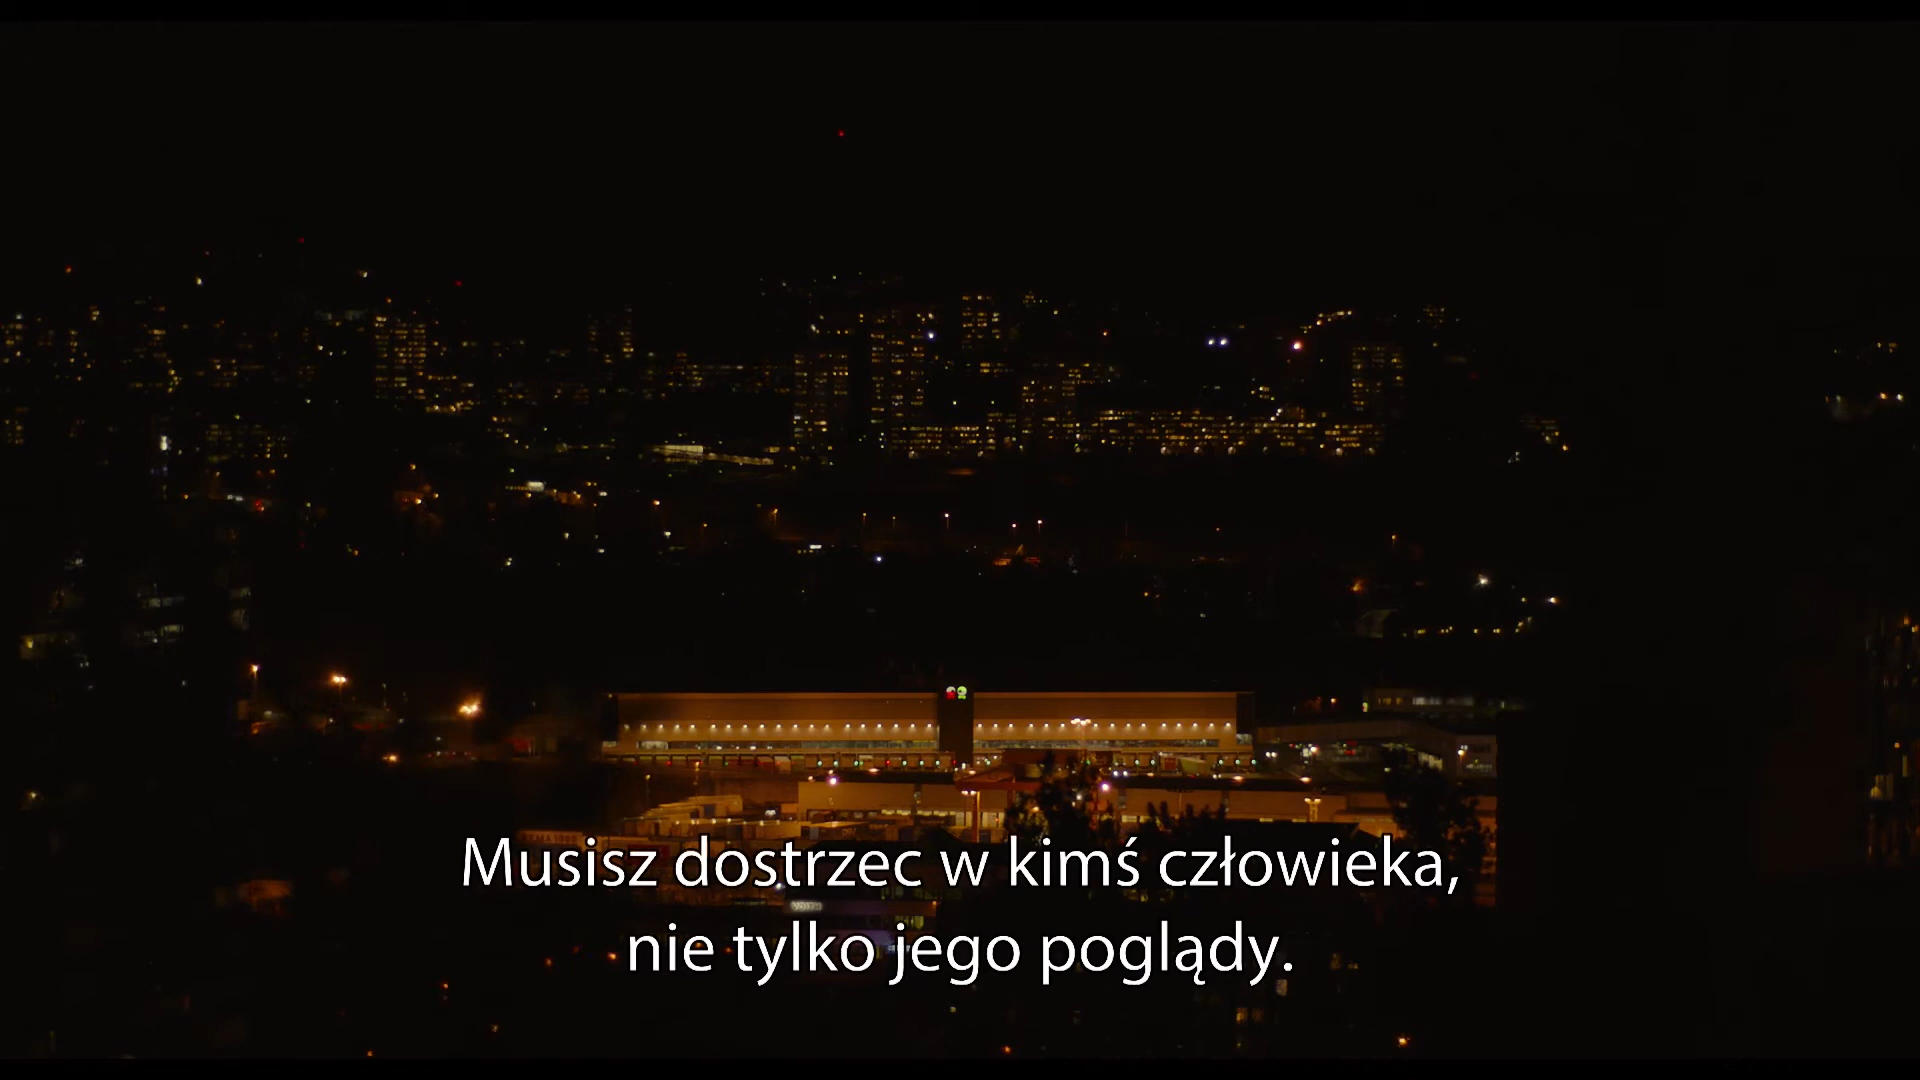 Musisz dostrzec w kimś człowieka,
nie tylko jego poglądy.